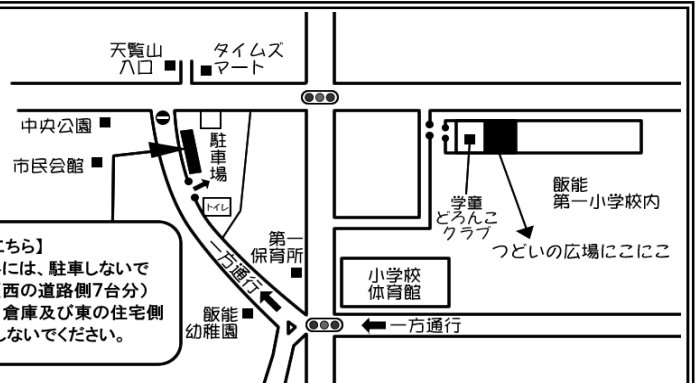 天覧山
入口
タイムズ
マート
中央公園
市民会館
駐車場
トイレ
学童
どろんこ
クラブ
飯能
第一小学校内
つどいの広場にこにこ
第一
保育所
小学校
体育館
一方通行
飯能
幼稚園
一方通行
こちら】
には、駐車しないで
西の道路側7台分）
倉庫及び東の住宅側
しないでください。